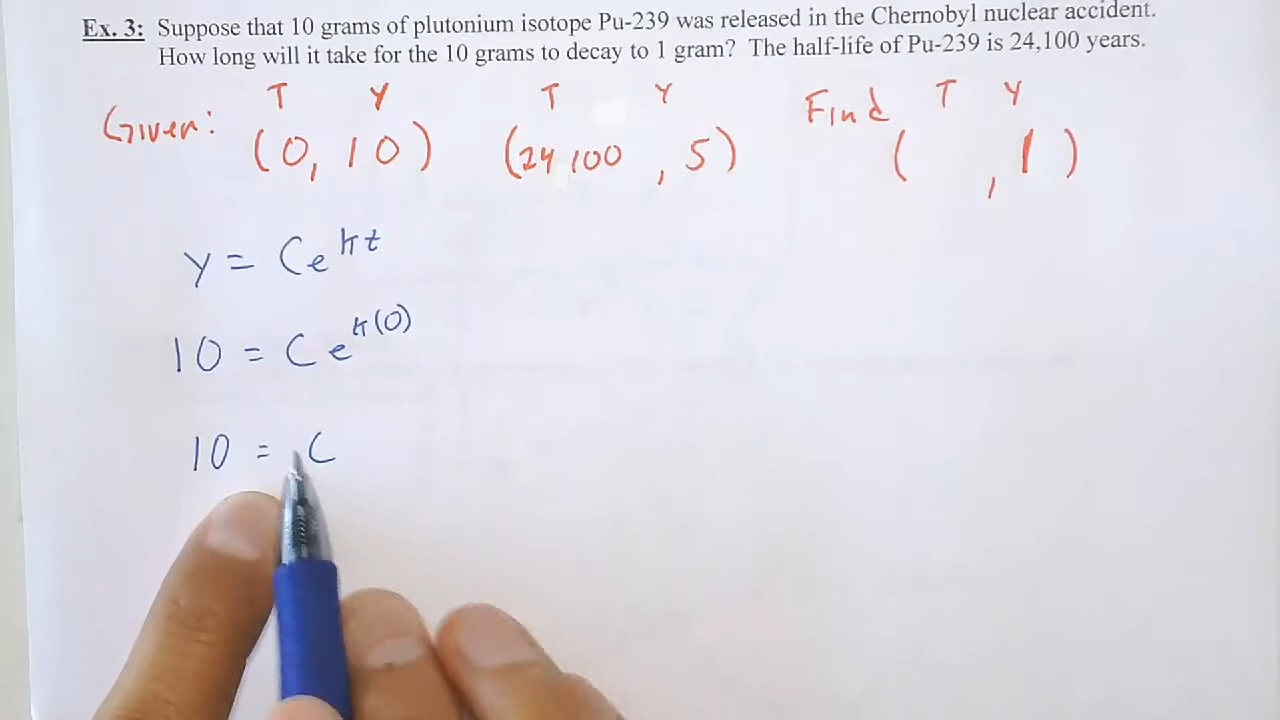 Ex. 3: Suppose that 10 grams of plutonium isotope Pu-239 was released in the Chernobyl nuclear accident.
How long will it take for the 10 grams to decay to 1 gram? The half-life of Pu-239 is 24,100 years.
T Y T Y Find T Y
Given: (0, 10) (24,100, 5) ( , 1)
y = Ce^kt
10 = Ce^k(0)
10 = C